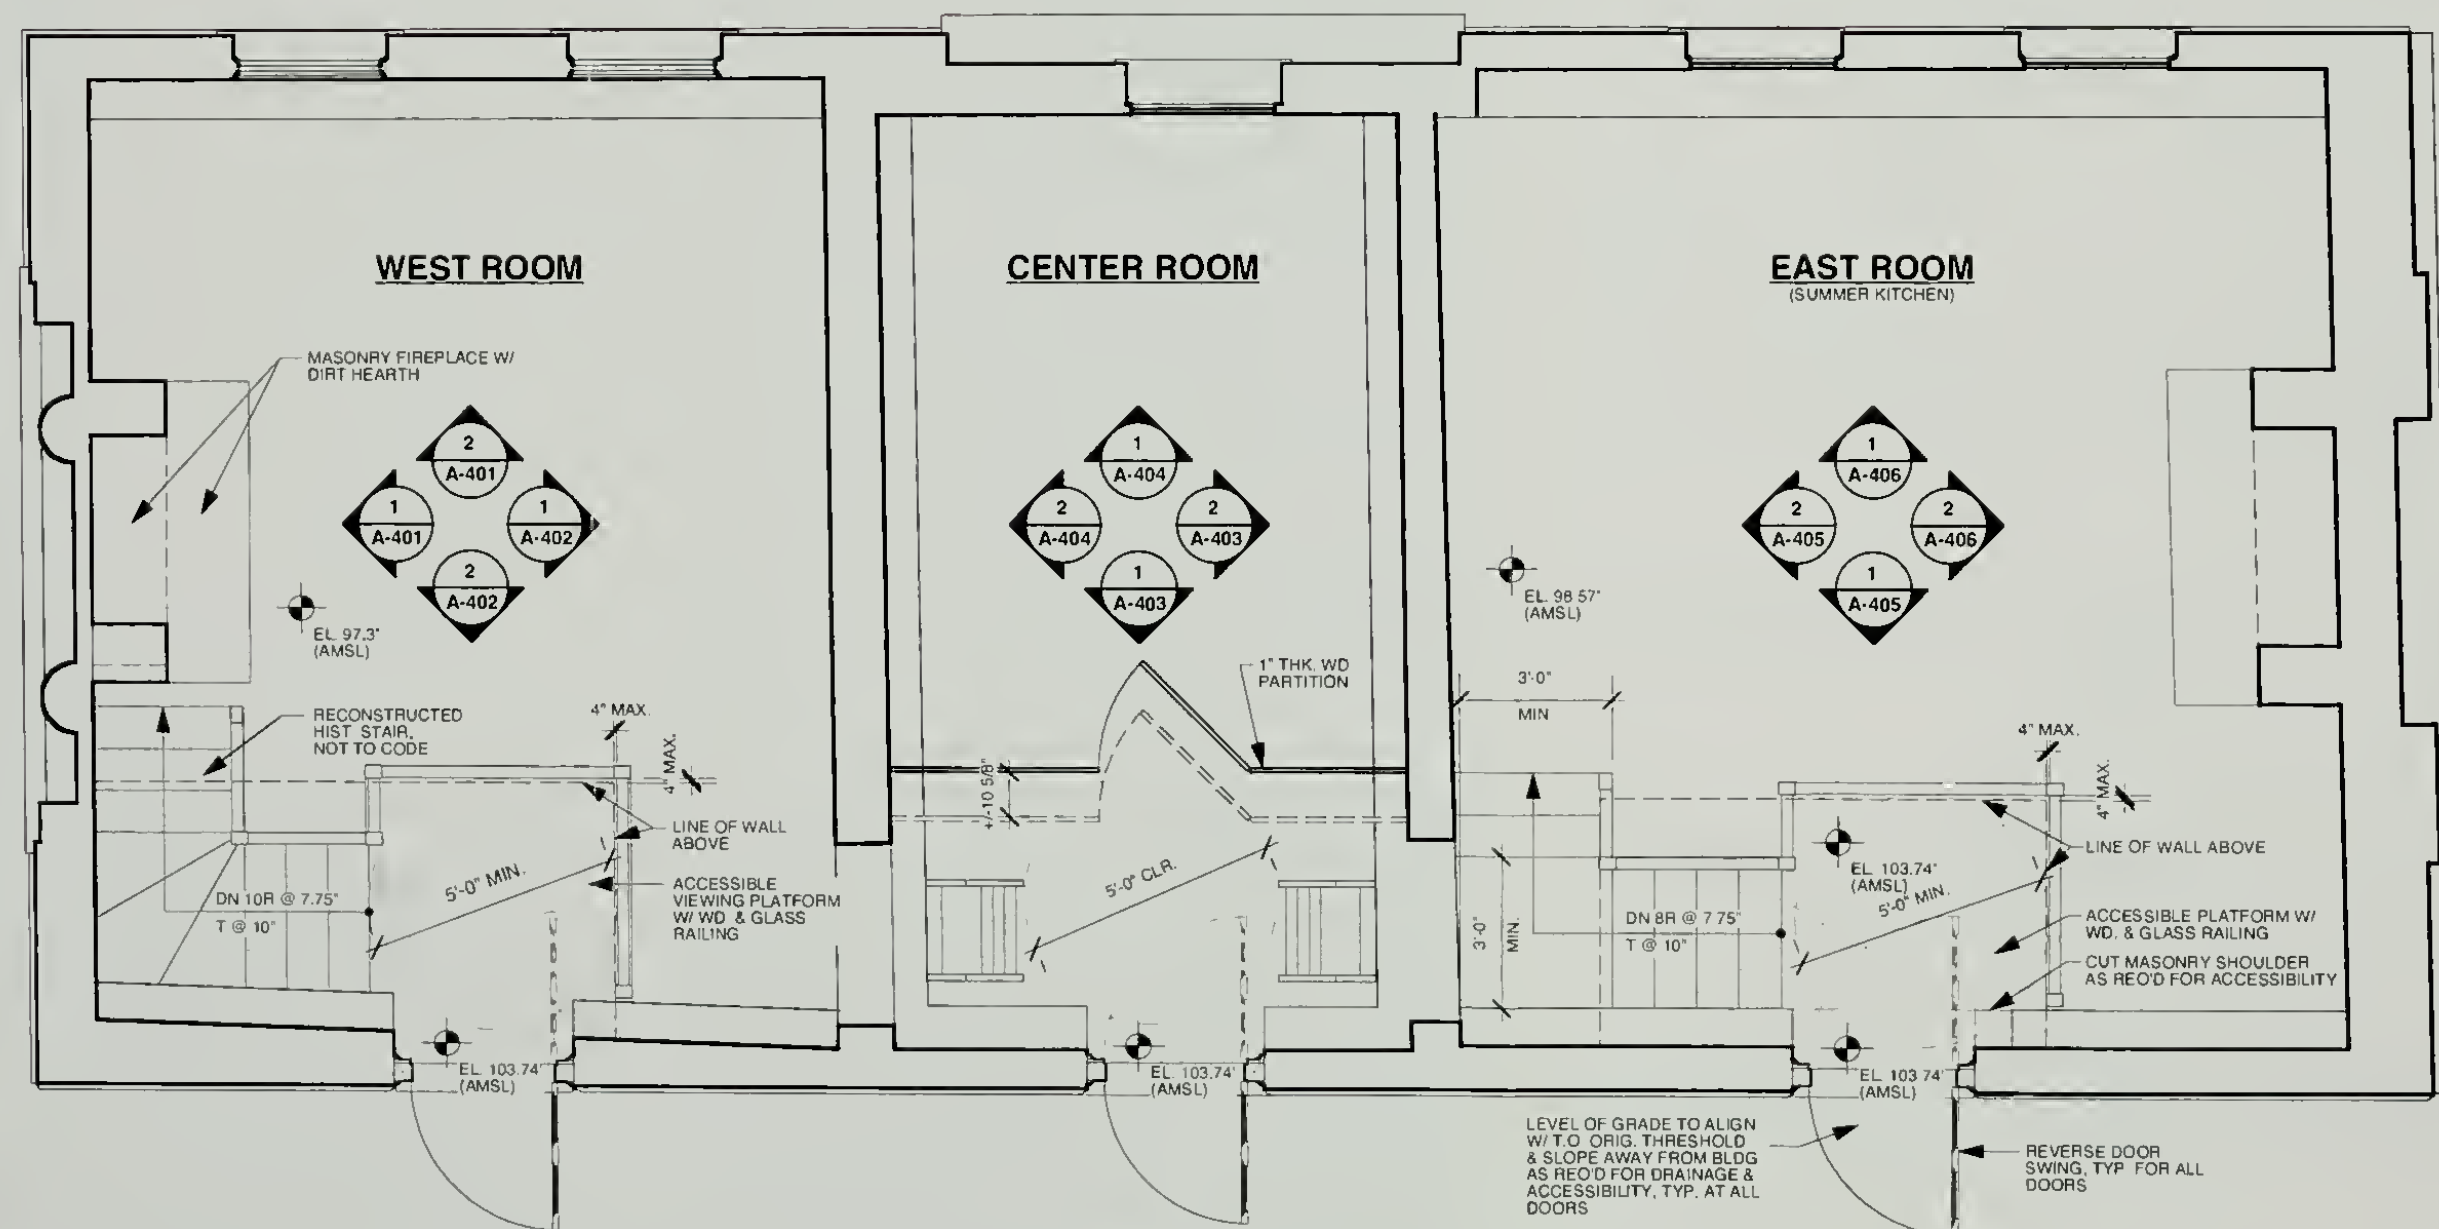 WEST ROOM
CENTER ROOM
EAST ROOM
(SUMMER KITCHEN)
MASONRY FIREPLACE W/
DIRT HEARTH
2
A-401
1
A-401
1
A-402
2
A-402
1
A-404
2
A-404
2
A-403
1
A-403
1
A-406
2
A-405
2
A-406
1
A-405
EL. 97.3'
(AMSL)
EL. 98.57'
(AMSL)
RECONSTRUCTED
HIST STAIR,
NOT TO CODE
4" MAX.
4" MAX.
1" THK. WD
PARTITION
3'-0"
MIN
4" MAX.
4" MAX.
+/-10 5/8"
LINE OF WALL
ABOVE
5'-0" MIN.
ACCESSIBLE
VIEWING PLATFORM
W/ WD & GLASS
RAILING
DN 10R @ 7.75"
T @ 10"
5'-0" CLR.
3'-0"
MIN.
DN 8R @ 7.75"
T @ 10"
EL. 103.74'
(AMSL)
5'-0" MIN.
LINE OF WALL ABOVE
ACCESSIBLE PLATFORM W/
WD. & GLASS RAILING
CUT MASONRY SHOULDER
AS REQ'D FOR ACCESSIBILITY
EL. 103.74'
(AMSL)
EL. 103.74'
(AMSL)
EL. 103 74'
(AMSL)
LEVEL OF GRADE TO ALIGN
W/ T.O ORIG. THRESHOLD
& SLOPE AWAY FROM BLDG
AS REQ'D FOR DRAINAGE &
ACCESSIBILITY, TYP. AT ALL
DOORS
REVERSE DOOR
SWING, TYP FOR ALL
DOORS